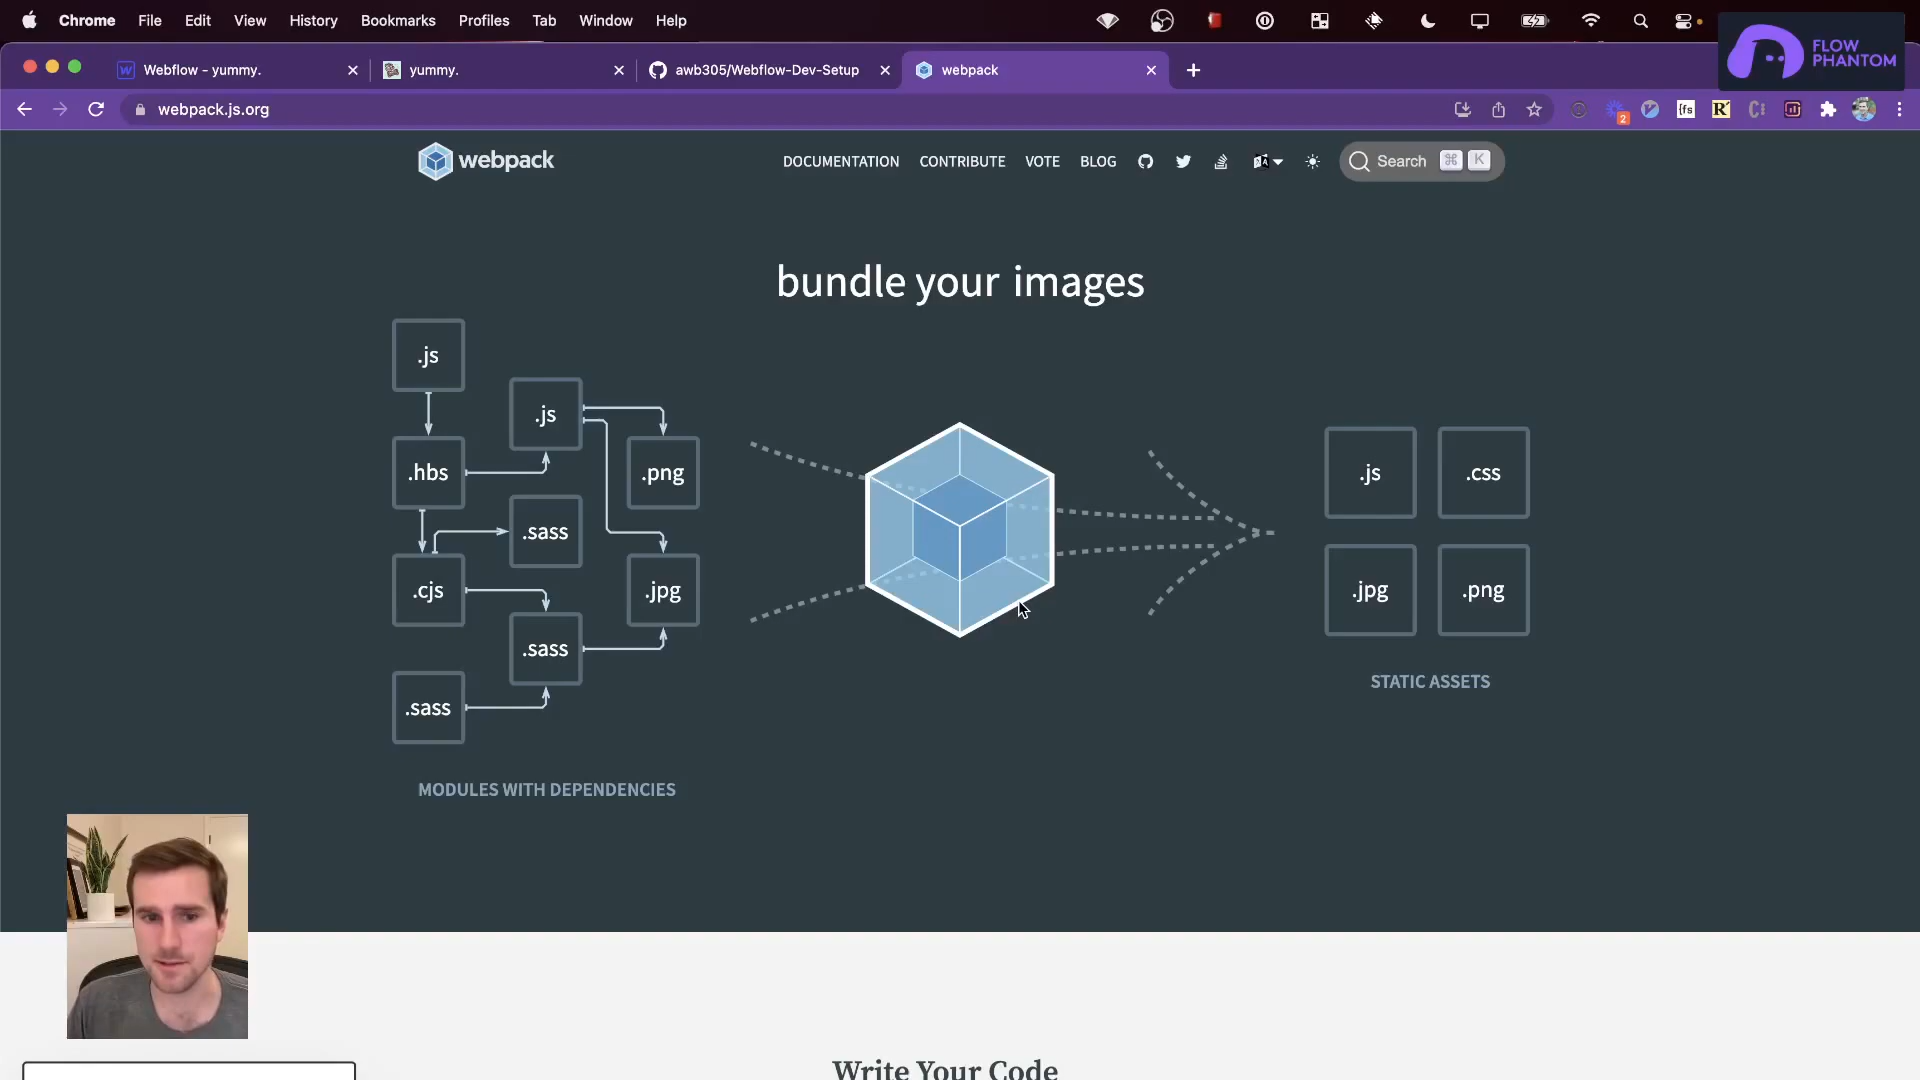 Chrome File Edit View History Bookmarks Profiles Tab Window Help
FLOW
PHANTOM
Webflow - yummy.
yummy.
awb305/Webflow-Dev-Setup
webpack
webpack.js.org
2
{fs
R
webpack
DOCUMENTATION CONTRIBUTE VOTE BLOG
Search ⌘ K
bundle your images
.js
.js
.hbs
.png
.sass
.cjs
.jpg
.sass
.sass
MODULES WITH DEPENDENCIES
.js
.css
.jpg
.png
STATIC ASSETS
Write Your Code